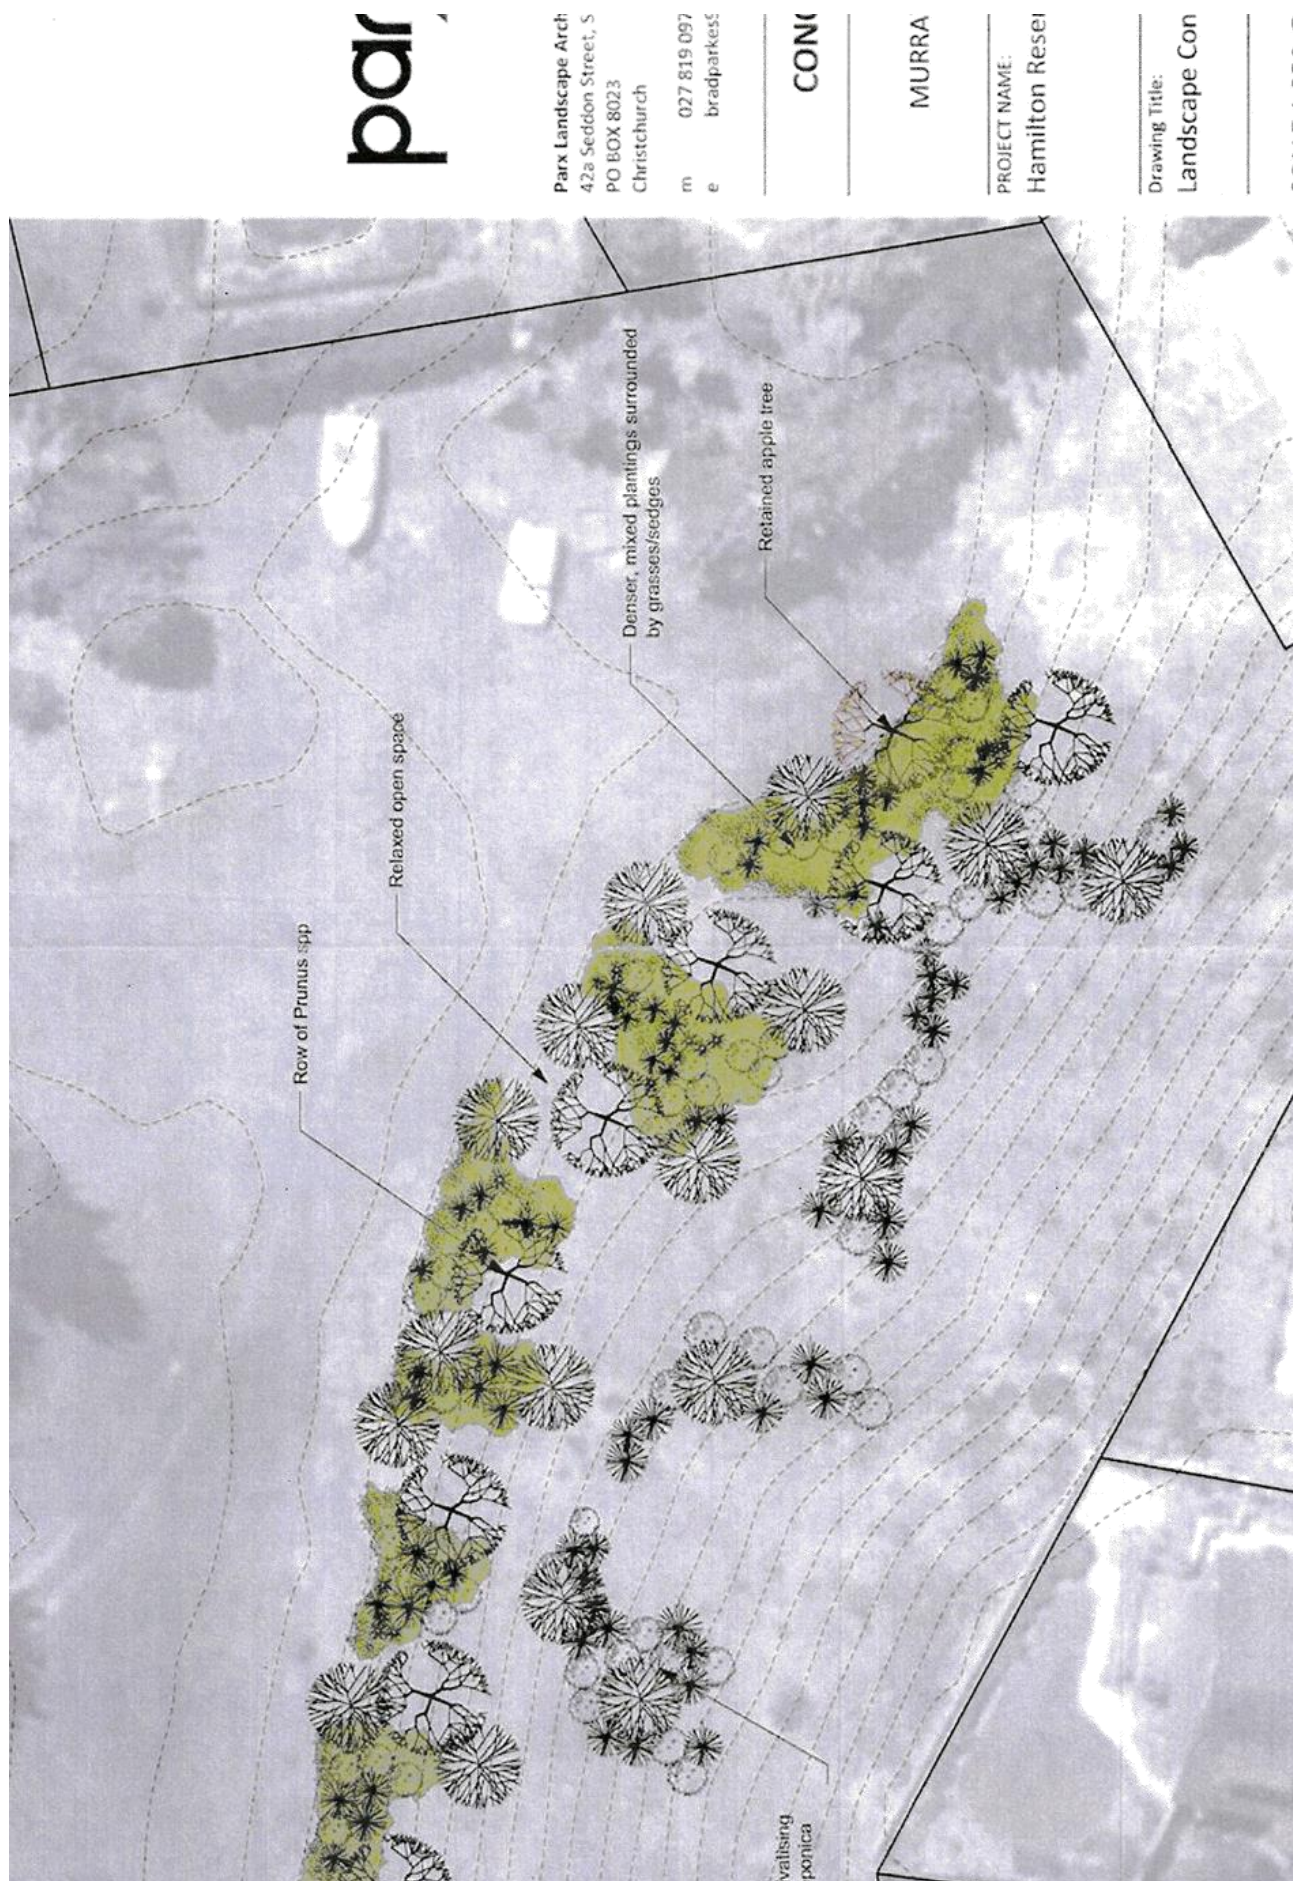 par
Parx Landscape Arch
42a Seddon Street, S
PO BOX 8023
Christchurch
m 027 819 097
e bradparkess
CONC
MURRA
PROJECT NAME:
Hamilton Reser
Drawing Title:
Landscape Con
Row of Prunus spp
Relaxed open space
Denser, mixed plantings surrounded
by grasses/sedges
Retained apple tree
valising
ponica